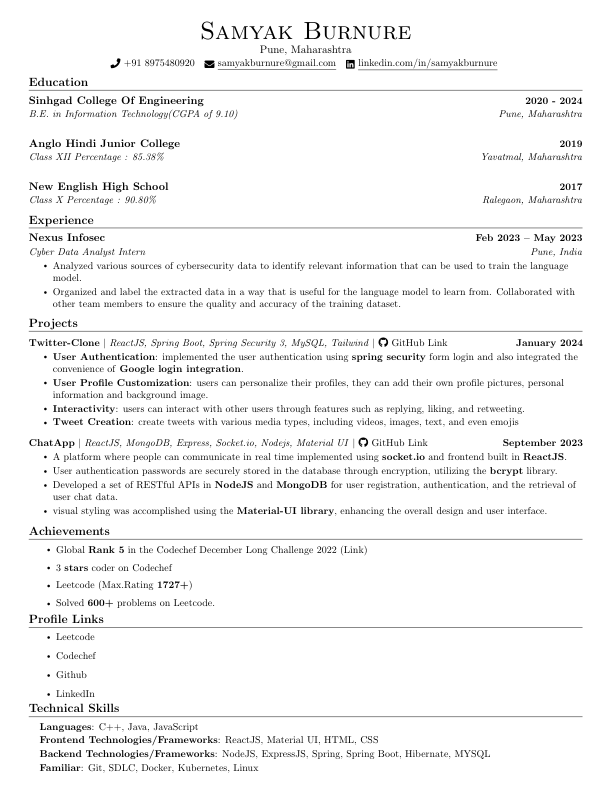 Samyak Burnure
Pune, Maharashtra
+91 8975480920 samyakburnure@gmail.com linkedin.com/in/samyakburnure
Education
Sinhgad College Of Engineering 2020 - 2024
B.E. in Information Technology(CGPA of 9.10) Pune, Maharashtra
Anglo Hindi Junior College 2019
Class XII Percentage : 85.38% Yavatmal, Maharashtra
New English High School 2017
Class X Percentage : 90.80% Ralegaon, Maharashtra
Experience
Nexus Infosec Feb 2023 – May 2023
Cyber Data Analyst Intern Pune, India
• Analyzed various sources of cybersecurity data to identify relevant information that can be used to train the language
model.
• Organized and label the extracted data in a way that is useful for the language model to learn from. Collaborated with
other team members to ensure the quality and accuracy of the training dataset.
Projects
Twitter-Clone | ReactJS, Spring Boot, Spring Security 3, MySQL, Tailwind | GitHub Link January 2024
• User Authentication: implemented the user authentication using spring security form login and also integrated the
convenience of Google login integration.
• User Profile Customization: users can personalize their profiles, they can add their own profile pictures, personal
information and background image.
• Interactivity: users can interact with other users through features such as replying, liking, and retweeting.
• Tweet Creation: create tweets with various media types, including videos, images, text, and even emojis
ChatApp | ReactJS, MongoDB, Express, Socket.io, Nodejs, Material UI | GitHub Link September 2023
• A platform where people can communicate in real time implemented using socket.io and frontend built in ReactJS.
• User authentication passwords are securely stored in the database through encryption, utilizing the bcrypt library.
• Developed a set of RESTful APIs in NodeJS and MongoDB for user registration, authentication, and the retrieval of
user chat data.
• visual styling was accomplished using the Material-UI library, enhancing the overall design and user interface.
Achievements
• Global Rank 5 in the Codechef December Long Challenge 2022 (Link)
• 3 stars coder on Codechef
• Leetcode (Max.Rating 1727+)
• Solved 600+ problems on Leetcode.
Profile Links
• Leetcode
• Codechef
• Github
• LinkedIn
Technical Skills
Languages: C++, Java, JavaScript
Frontend Technologies/Frameworks: ReactJS, Material UI, HTML, CSS
Backend Technologies/Frameworks: NodeJS, ExpressJS, Spring, Spring Boot, Hibernate, MYSQL
Familiar: Git, SDLC, Docker, Kubernetes, Linux